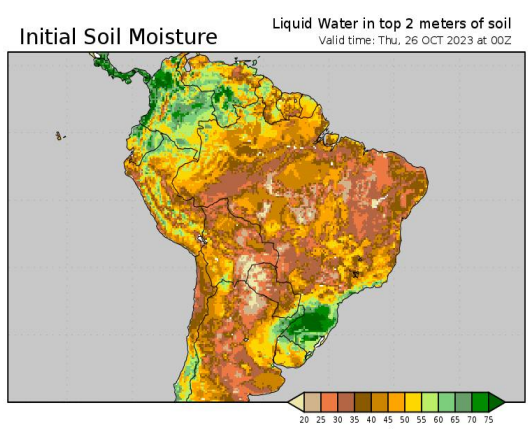 Initial Soil Moisture
Liquid Water in top 2 meters of soil
Valid time: Thu, 26 OCT 2023 at 00Z
20 25 30 35 40 45 50 55 60 65 70 75